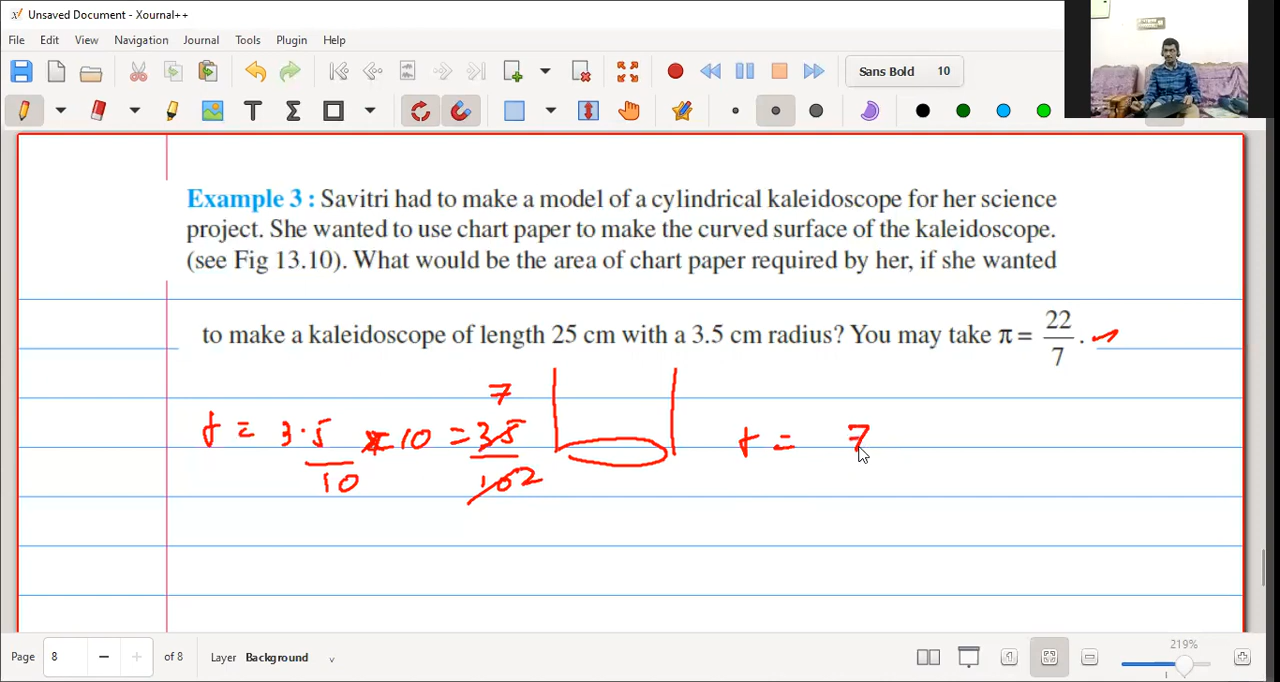 Unsaved Document - Xournal++
File Edit View Navigation Journal Tools Plugin Help
Sans Bold 10
Example 3 : Savitri had to make a model of a cylindrical kaleidoscope for her science
project. She wanted to use chart paper to make the curved surface of the kaleidoscope.
(see Fig 13.10). What would be the area of chart paper required by her, if she wanted
to make a kaleidoscope of length 25 cm with a 3.5 cm radius? You may take π = 22/7.
r = 3.5/10 × 10 = 35/10 7 2
r = 7
Page 8 of 8 Layer Background 219%